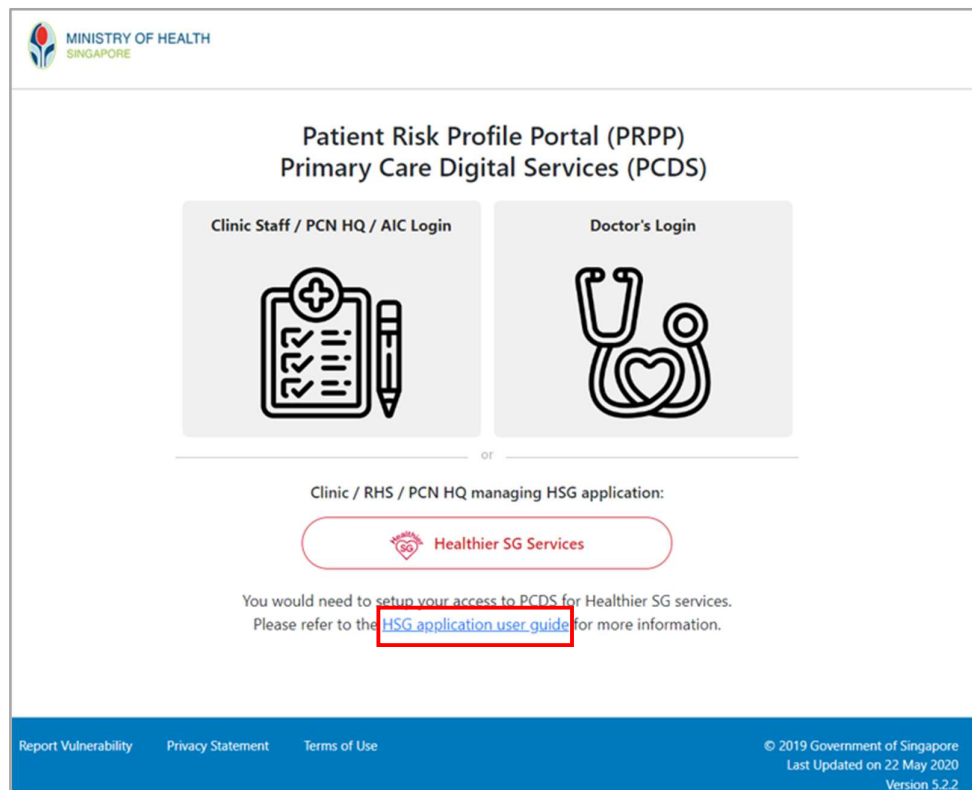 MINISTRY OF HEALTH
SINGAPORE
Patient Risk Profile Portal (PRPP)
Primary Care Digital Services (PCDS)
Clinic Staff / PCN HQ / AIC Login
Doctor's Login
or
Clinic / RHS / PCN HQ managing HSG application:
Healthier SG
Healthier SG Services
You would need to setup your access to PCDS for Healthier SG services.
Please refer to the HSG application user guide for more information.
Report Vulnerability
Privacy Statement
Terms of Use
© 2019 Government of Singapore
Last Updated on 22 May 2020
Version 5.2.2